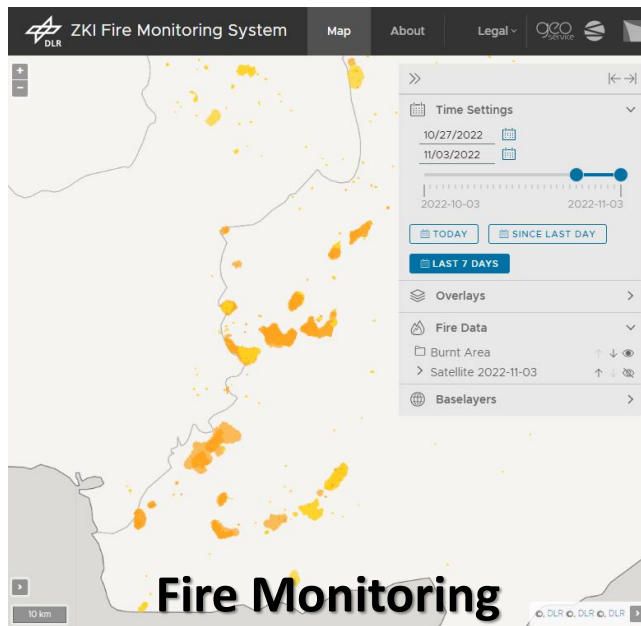 DLR
ZKI Fire Monitoring System
Map
About
Legal
geo service
+
−
Time Settings
10/27/2022
11/03/2022
2022-10-03
2022-11-03
TODAY
SINCE LAST DAY
LAST 7 DAYS
Overlays
Fire Data
Burnt Area
Satellite 2022-11-03
Baselayers
Fire Monitoring
10 km
©, DLR ©, DLR ©, DLR